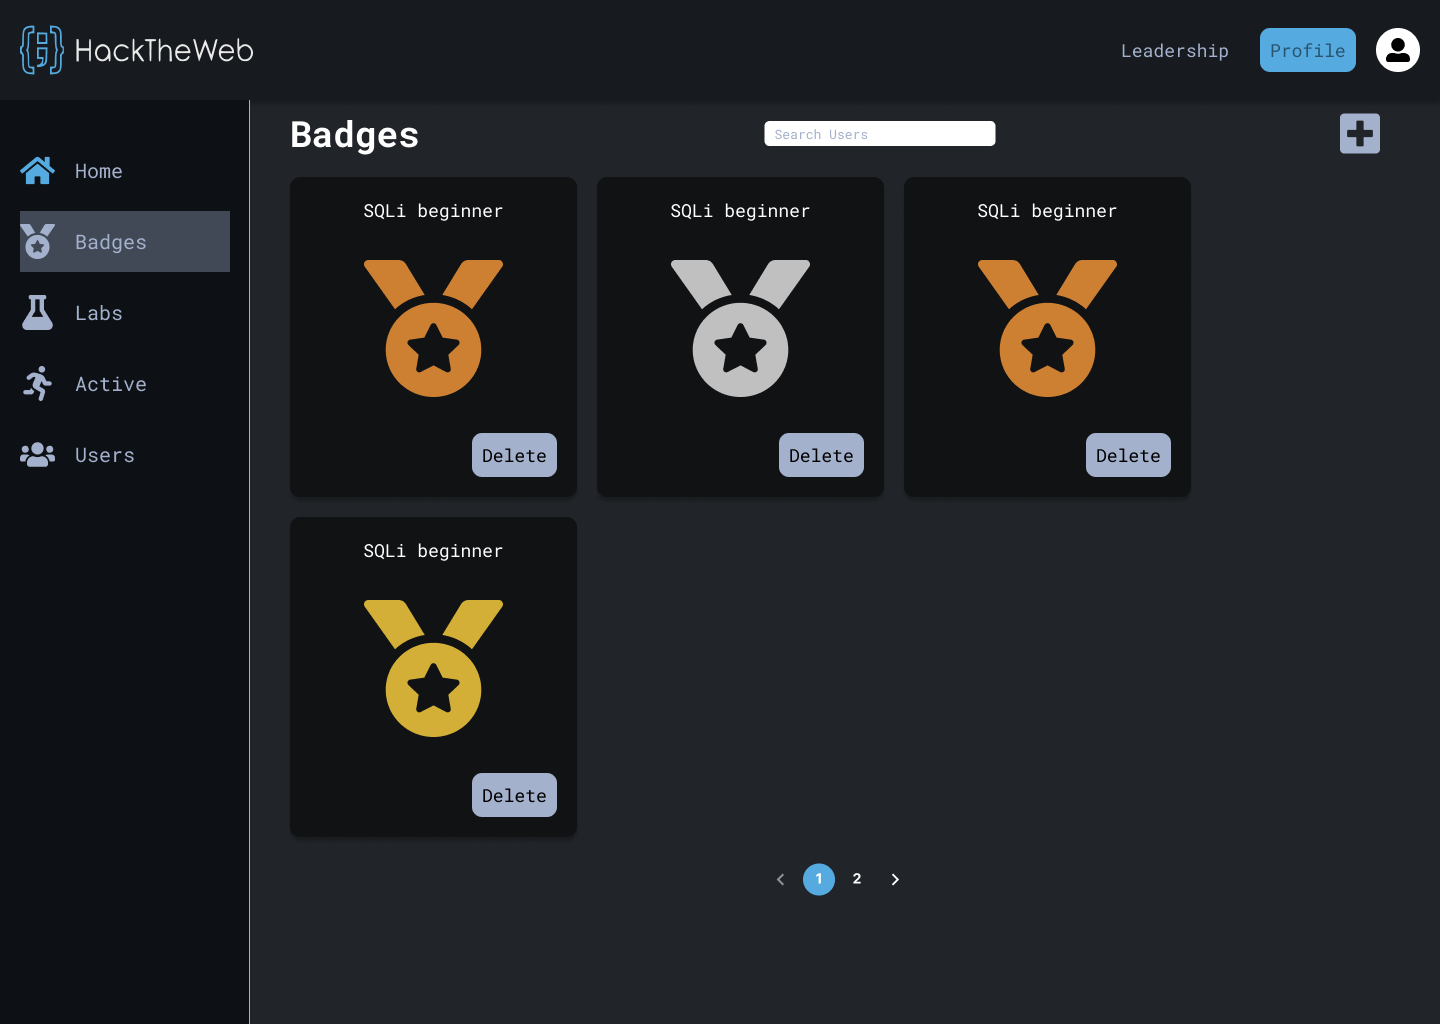 HackTheWeb
Leadership
Profile
Home
Badges
Labs
Active
Users
Badges
Search Users
SQLi beginner
SQLi beginner
SQLi beginner
Delete
Delete
Delete
SQLi beginner
Delete
1 2